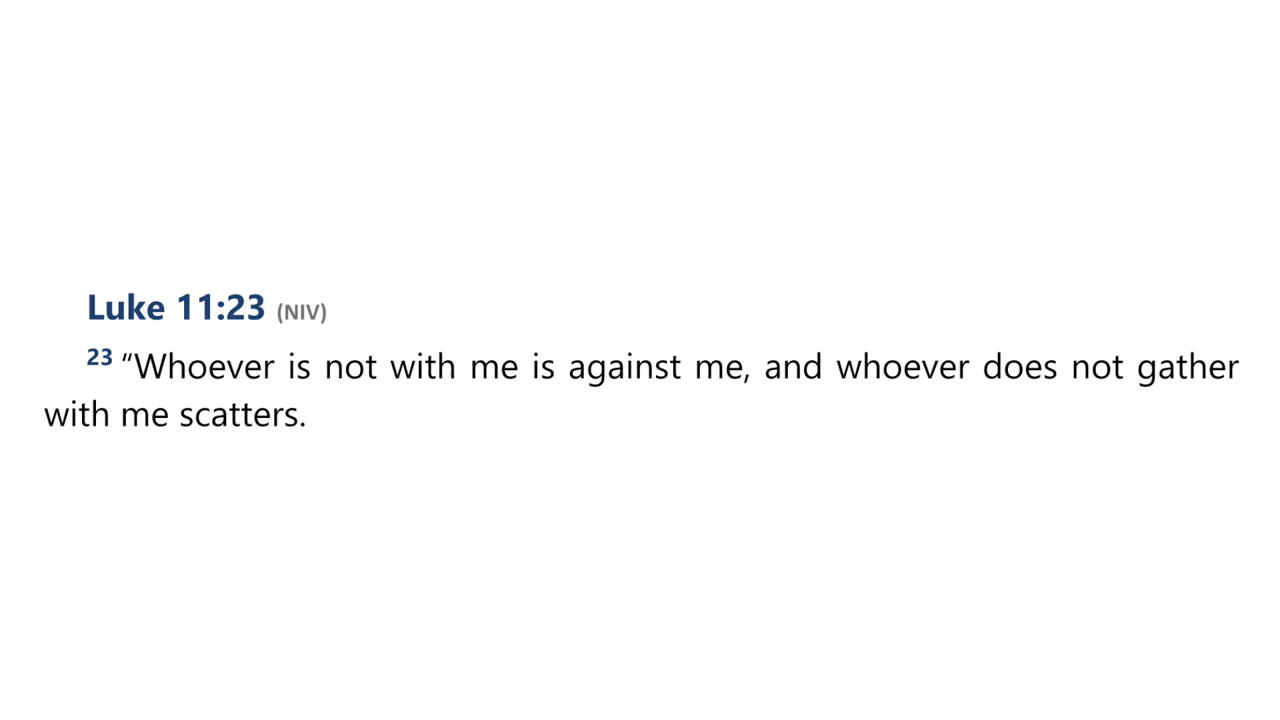 Luke 11:23 (NIV)
23 “Whoever is not with me is against me, and whoever does not gather
with me scatters.